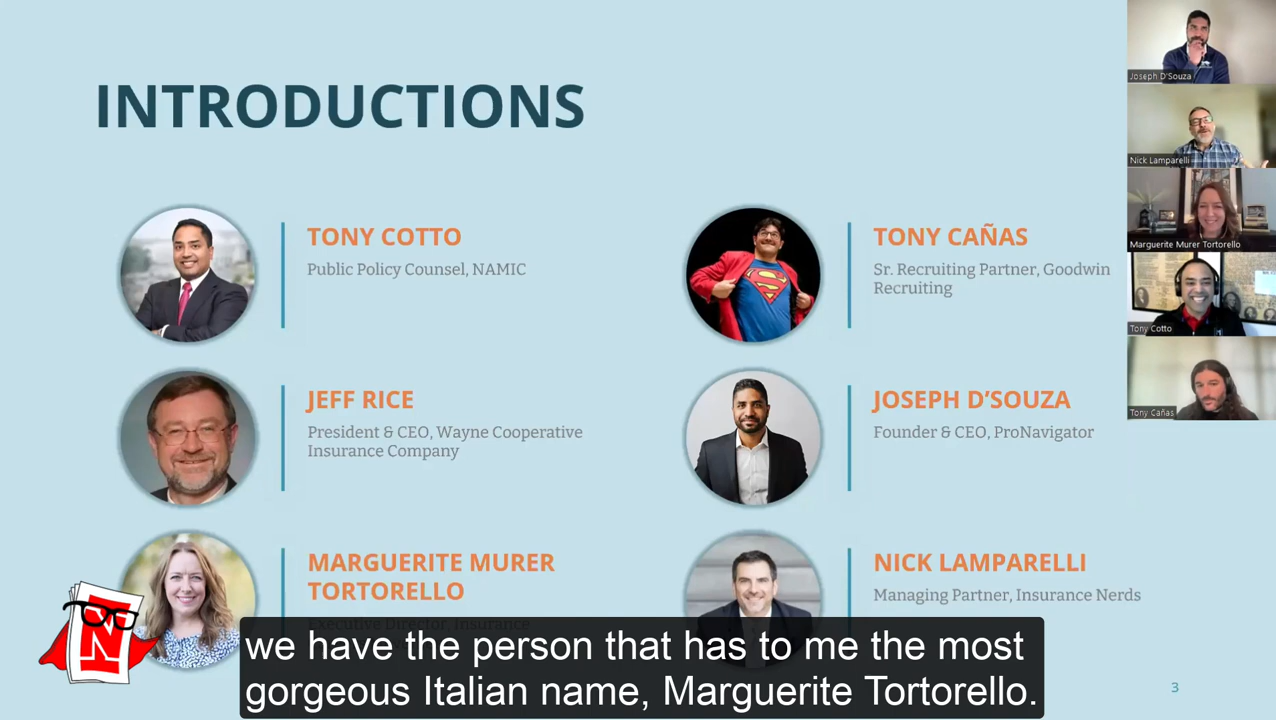 INTRODUCTIONS
TONY COTTO
Public Policy Counsel, NAMIC
TONY CAÑAS
Sr. Recruiting Partner, Goodwin
Recruiting
JEFF RICE
President & CEO, Wayne Cooperative
Insurance Company
JOSEPH D’SOUZA
Founder & CEO, ProNavigator
MARGUERITE MURER
TORTORELLO
Executive Director, Insurance
NICK LAMPARELLI
Managing Partner, Insurance Nerds
N
we have the person that has to me the most
gorgeous Italian name, Marguerite Tortorello.
3
Joseph D'Souza
Nick Lamparelli
Marguerite Murer Tortorello
Tony Cotto
Tony Cañas